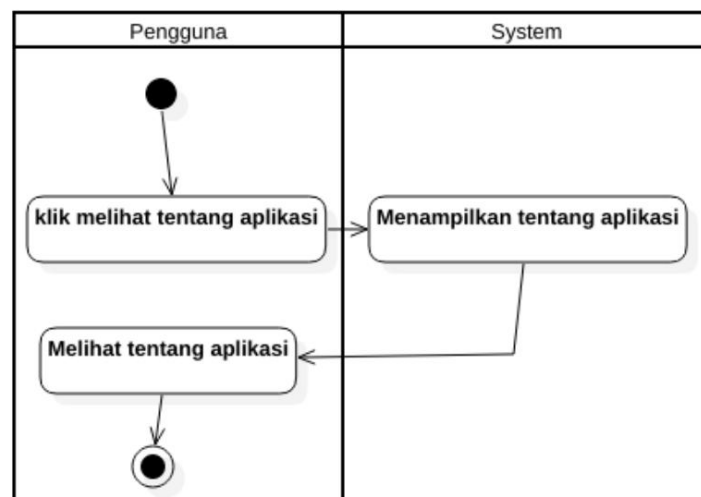 Pengguna
System
klik melihat tentang aplikasi
Menampilkan tentang aplikasi
Melihat tentang aplikasi